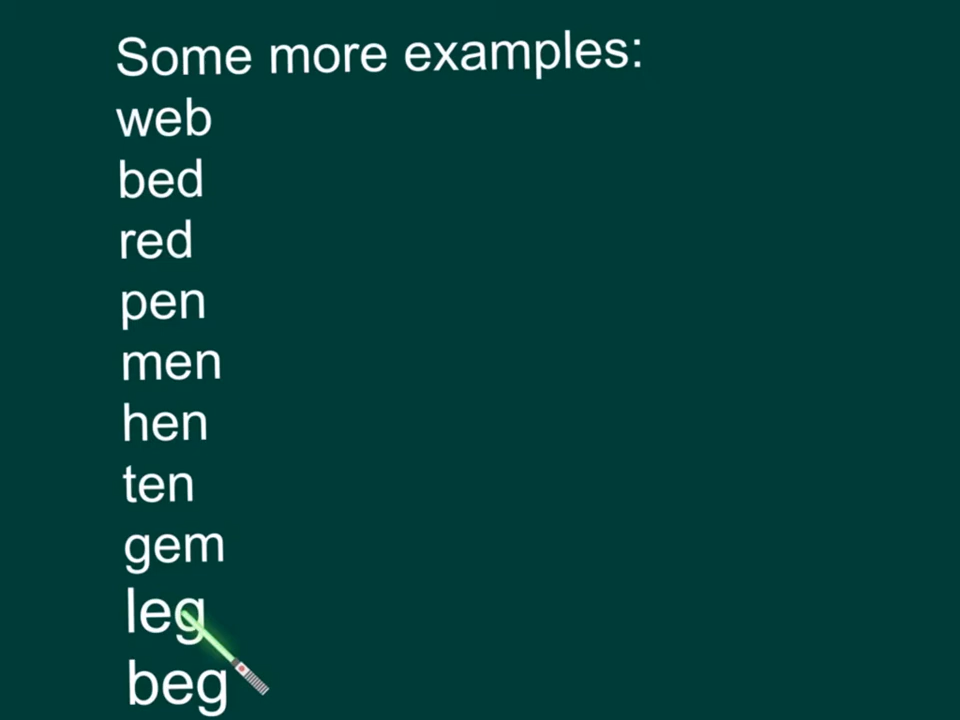 Some more examples:
web
bed
red
pen
men
hen
ten
gem
leg
beg